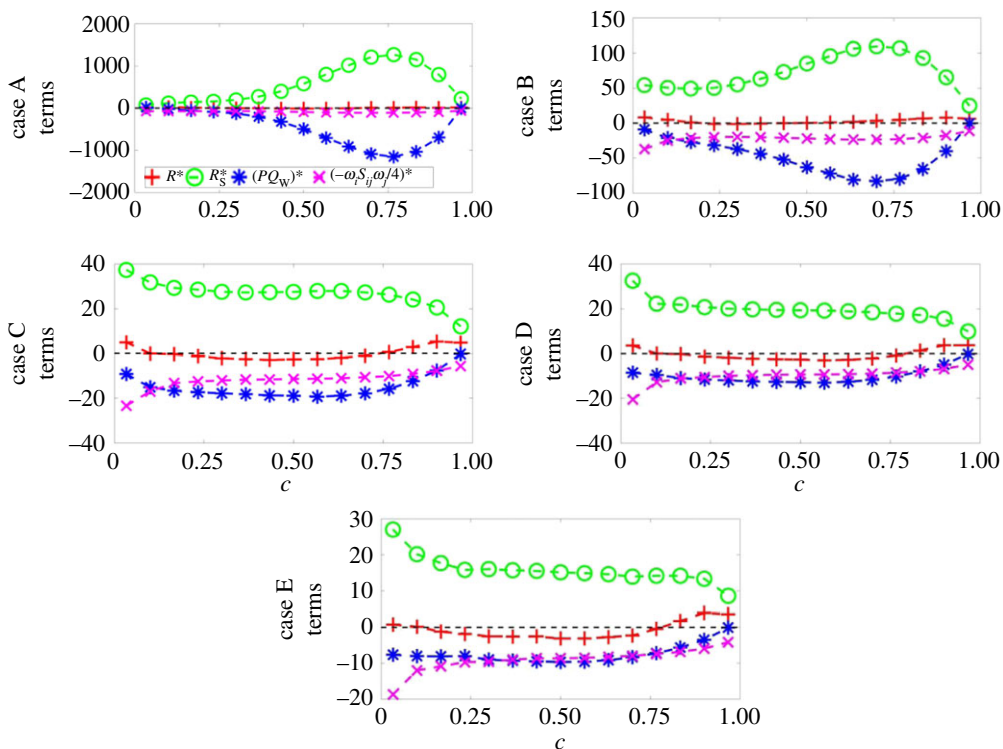 2000
1000
0
–1000
–2000
case A
terms
R* R*S (PQW)* (-ωiSijωj/4)*
0 0.25 0.50 0.75 1.00
150
100
50
0
–50
–100
case B
terms
0 0.25 0.50 0.75 1.00
40
20
0
–20
–40
case C
terms
0 0.25 0.50 0.75 1.00
c
40
20
0
–20
–40
case D
terms
0 0.25 0.50 0.75 1.00
c
30
20
10
0
–10
–20
case E
terms
0 0.25 0.50 0.75 1.00
c